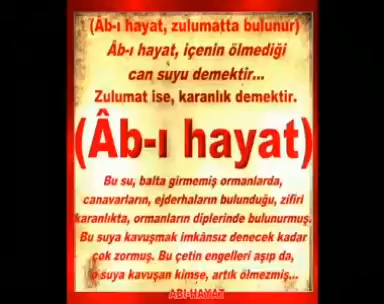 (Âb-ı hayat, zulumatta bulunur)
Âb-ı hayat, içenin ölmediği
can suyu demektir...
Zulumat ise, karanlık demektir.
(Âb-ı hayat)
Bu su, balta girmemiş ormanlarda,
canavarların, ejderhaların bulunduğu, zifiri
karanlıkta, ormanların diplerinde bulunurmuş.
Bu suya kavuşmak imkânsız denecek kadar
çok zormuş. Bu çetin engelleri aşıp da,
o suya kavuşan kimse, artık ölmezmiş...
ABI-HAYAT